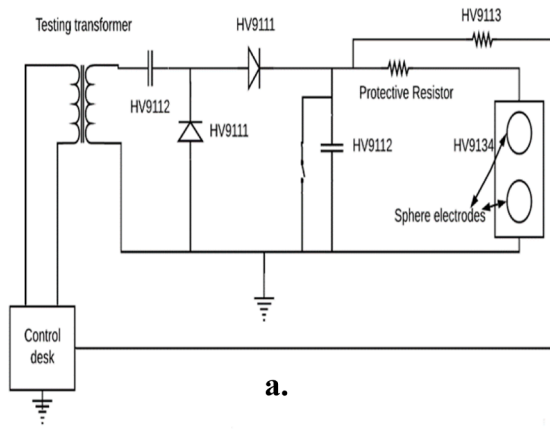 HV9113
Testing transformer
HV9111
Protective Resistor
HV9112
HV9111
HV9112
HV9134
Sphere electrodes
Control
desk
a.